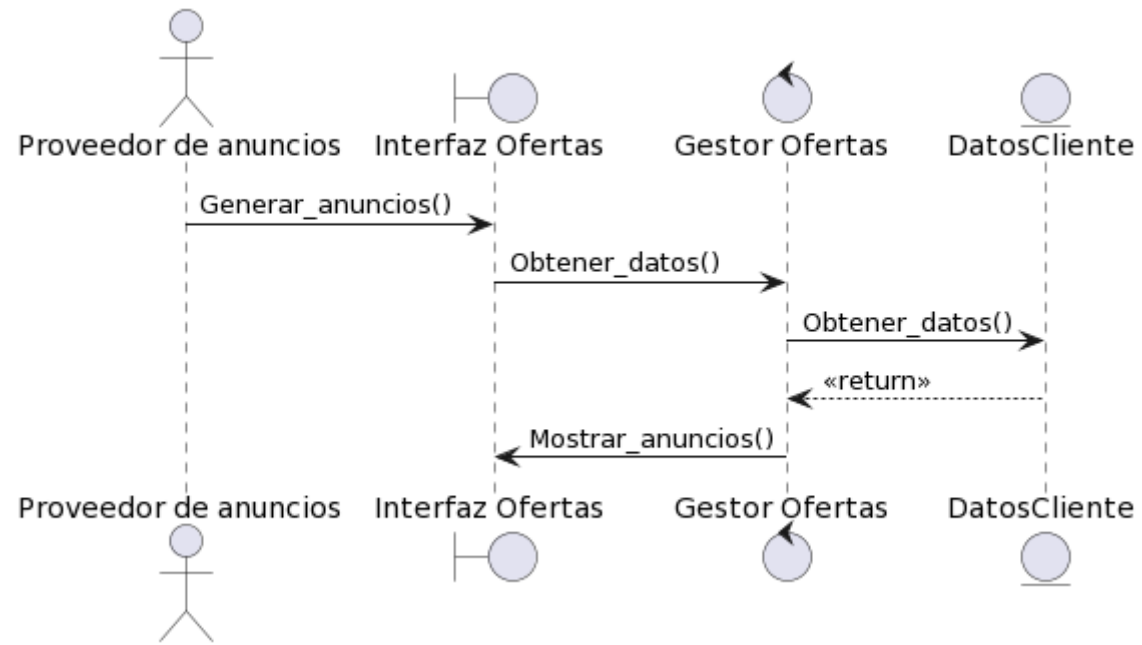 Proveedor de anuncios
Interfaz Ofertas
Gestor Ofertas
DatosCliente
Generar_anuncios()
Obtener_datos()
Obtener_datos()
«return»
Mostrar_anuncios()
Proveedor de anuncios
Interfaz Ofertas
Gestor Ofertas
DatosCliente